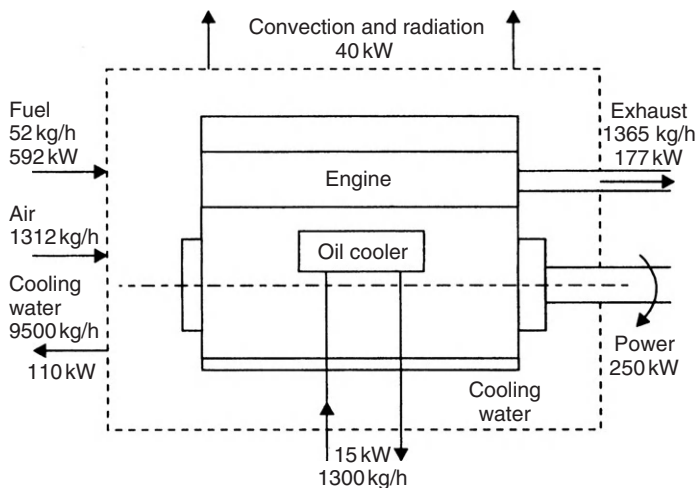 Convection and radiation
40 kW
Fuel
52 kg/h
592 kW
Exhaust
1365 kg/h
177 kW
Engine
Air
1312 kg/h
Oil cooler
Cooling
water
9500 kg/h
110 kW
Power
250 kW
Cooling
water
15 kW
1300 kg/h